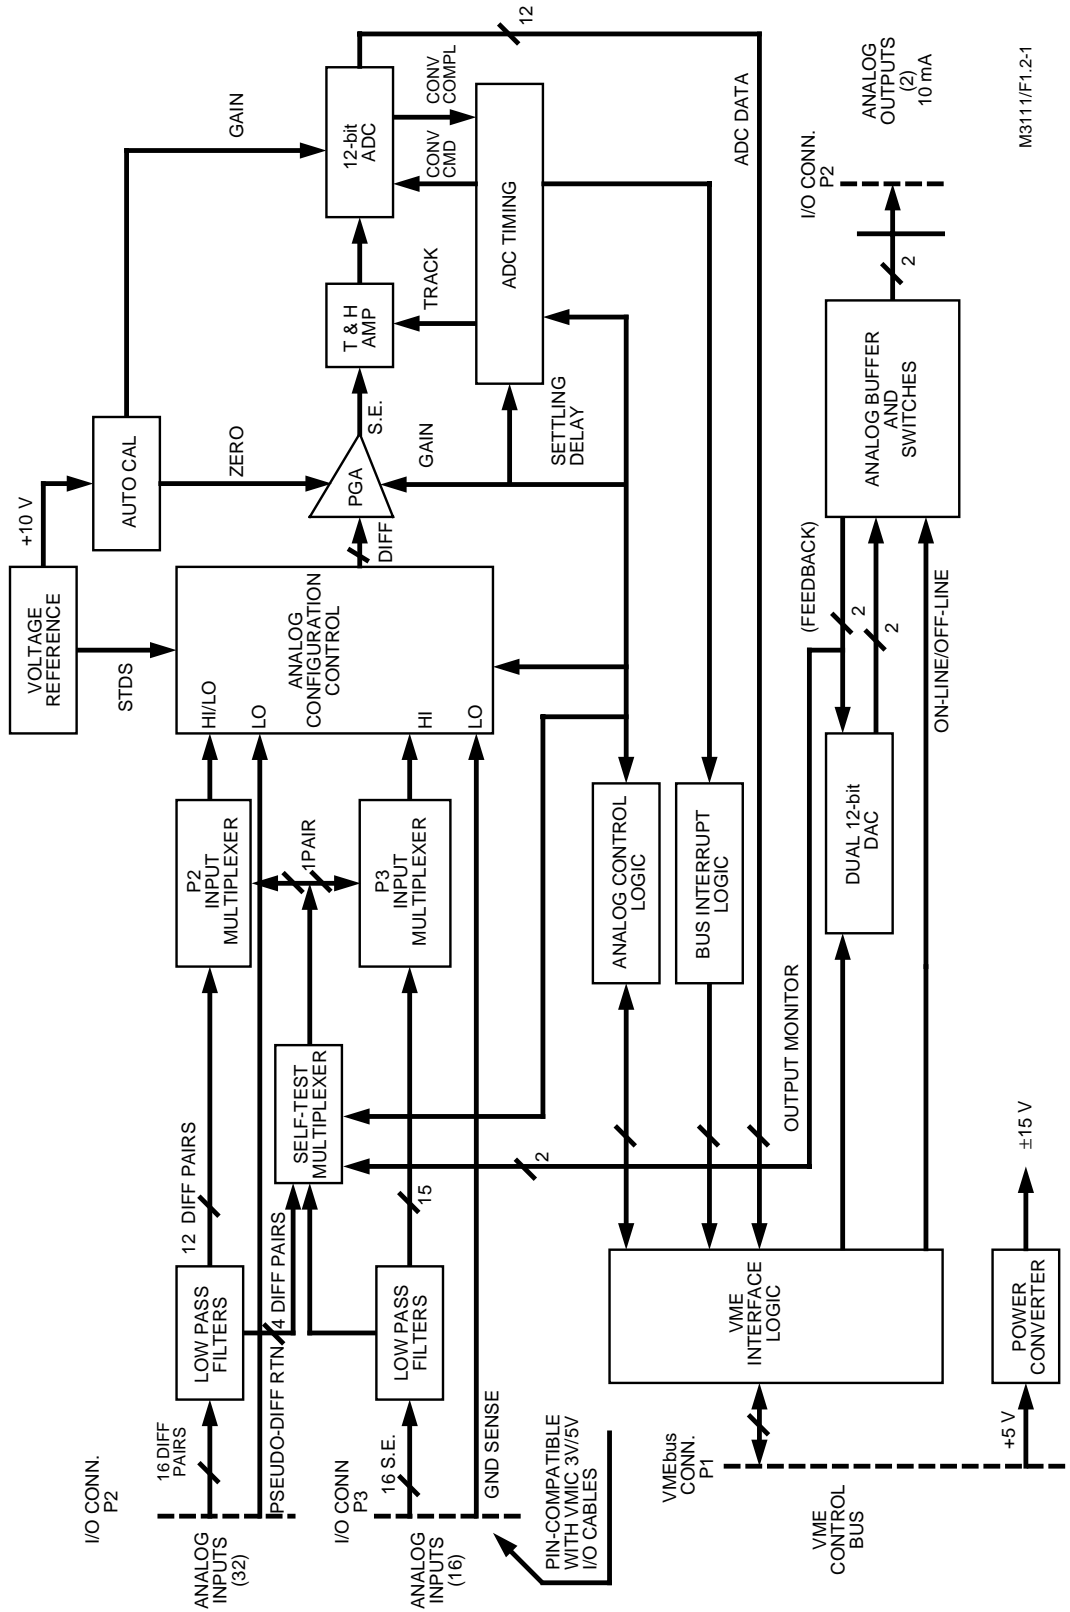 I/O CONN.
P2
ANALOG
INPUTS
(32)
16 DIFF
PAIRS
PSEUDO-DIFF RTN
LOW PASS
FILTERS
12 DIFF PAIRS
4 DIFF PAIRS
I/O CONN
P3
ANALOG
INPUTS
(16)
16 S.E.
GND SENSE
LOW PASS
FILTERS
15
PIN-COMPATIBLE
WITH VMIC 3V/5V
I/O CABLES
SELF-TEST
MULTIPLEXER
2
P2
INPUT
MULTIPLEXER
1PAIR
P3
INPUT
MULTIPLEXER
HI/LO
LO
HI
LO
ANALOG
CONFIGURATION
CONTROL
VOLTAGE
REFERENCE
STDS
+10 V
AUTO CAL
ZERO
GAIN
DIFF
PGA
S.E.
GAIN
T & H
AMP
TRACK
12-bit
ADC
CONV
CMD
CONV
COMPL
ADC TIMING
SETTLING
DELAY
12
ADC DATA
ANALOG CONTROL
LOGIC
BUS INTERRUPT
LOGIC
OUTPUT MONITOR
DUAL 12-bit
DAC
(FEEDBACK)
2
2
ON-LINE/OFF-LINE
ANALOG BUFFER
AND
SWITCHES
2
I/O CONN.
P2
ANALOG
OUTPUTS
(2)
10 mA
VMEbus
CONN.
P1
VME
CONTROL
BUS
VME
INTERFACE
LOGIC
+5 V
POWER
CONVERTER
±15 V
M3111/F1.2-1